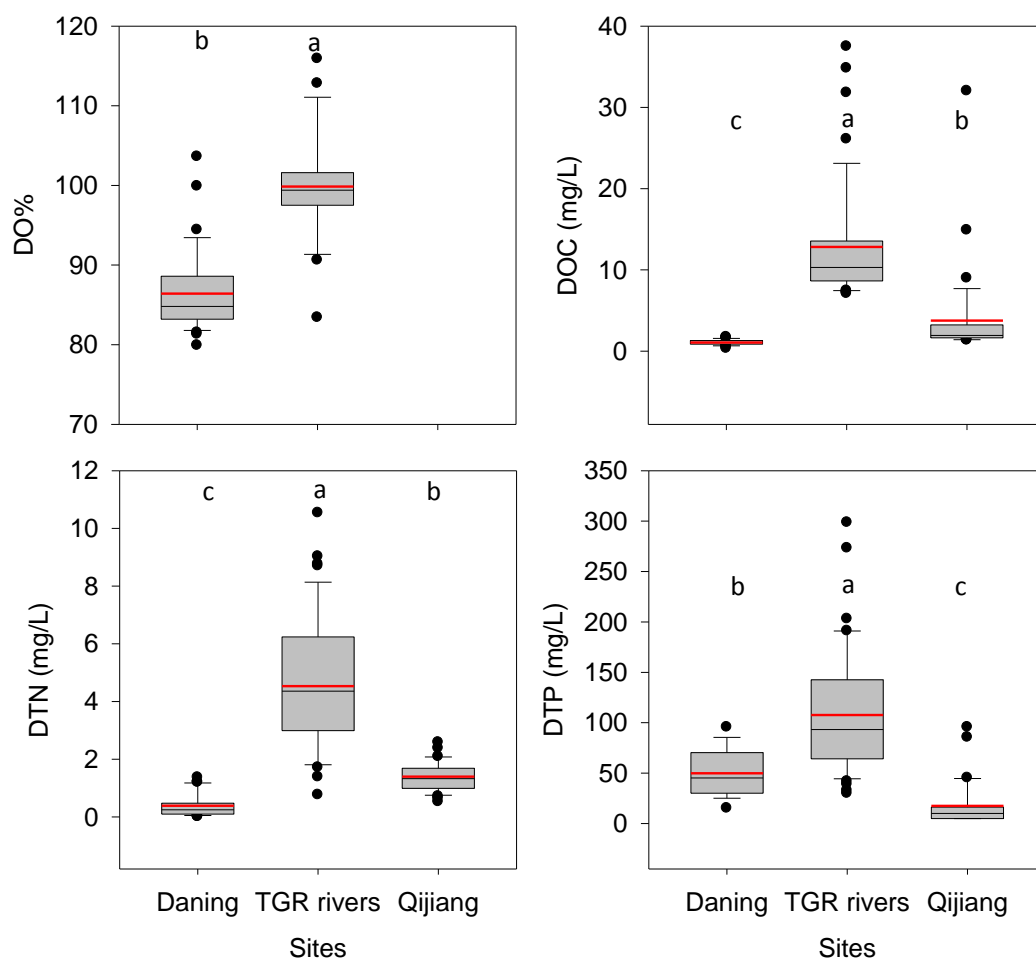 120
110
100
90
80
70
DO%
b
a
40
30
20
10
0
DOC (mg/L)
c
a
b
12
10
8
6
4
2
0
DTN (mg/L)
c
a
b
Daning TGR rivers Qijiang
Sites
350
300
250
200
150
100
50
0
DTP (mg/L)
b
a
c
Daning TGR rivers Qijiang
Sites